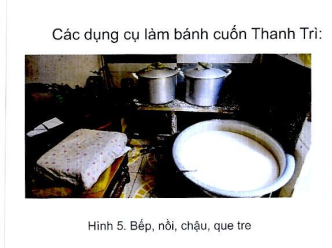 Các dụng cụ làm bánh cuốn Thanh Trì:
Hình 5. Bếp, nồi, chậu, que tre